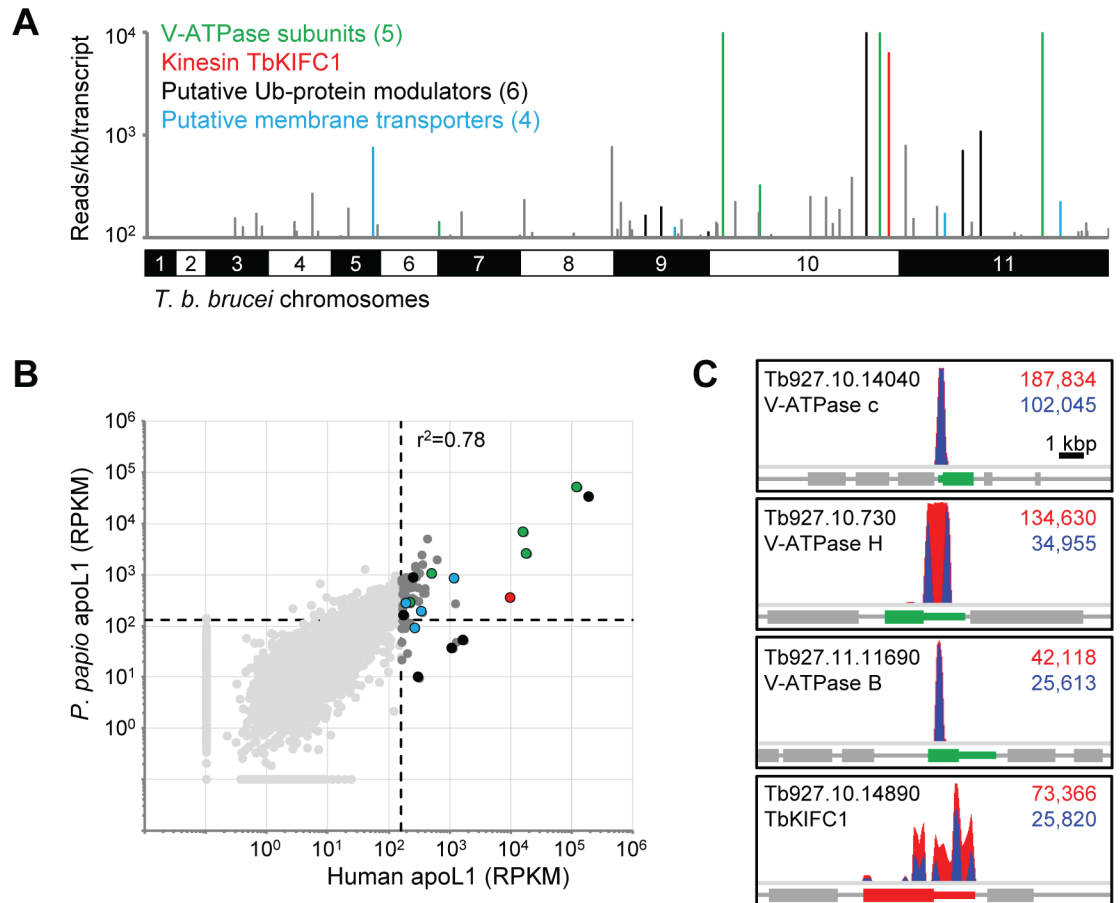 A
Reads/kb/transcript
10⁴
10³
10²
V-ATPase subunits (5)
Kinesin TbKIFC1
Putative Ub-protein modulators (6)
Putative membrane transporters (4)
1 2 3 4 5 6 7 8 9 10 11
T. b. brucei chromosomes
B
P. papio apoL1 (RPKM)
10⁶
10⁵
10⁴
10³
10²
10¹
10⁰
r²=0.78
10⁰ 10¹ 10² 10³ 10⁴ 10⁵ 10⁶
Human apoL1 (RPKM)
C
Tb927.10.14040 187,834
V-ATPase c 102,045
1 kbp
Tb927.10.730 134,630
V-ATPase H 34,955
Tb927.11.11690 42,118
V-ATPase B 25,613
Tb927.10.14890 73,366
TbKIFC1 25,820